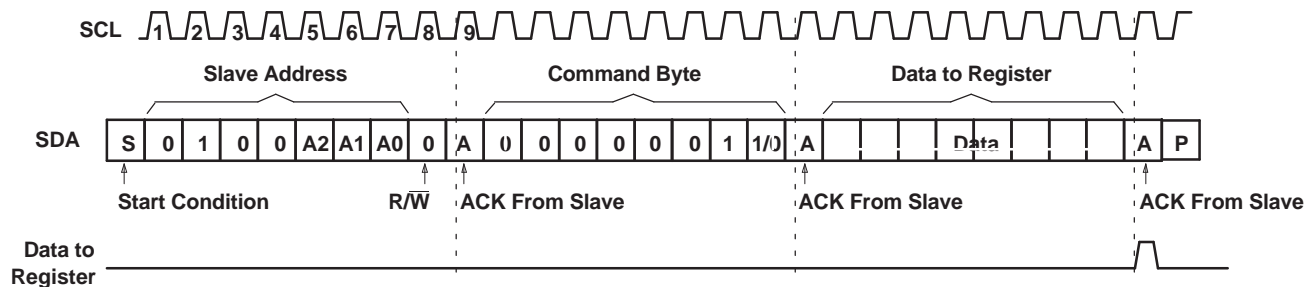 SCL 1 2 3 4 5 6 7 8 9
Slave Address Command Byte Data to Register
SDA S 0 1 0 0 A2 A1 A0 0 A 0 0 0 0 0 0 1 1/0 A Data A P
Start Condition R/W̅ ACK From Slave ACK From Slave ACK From Slave
Data to
Register